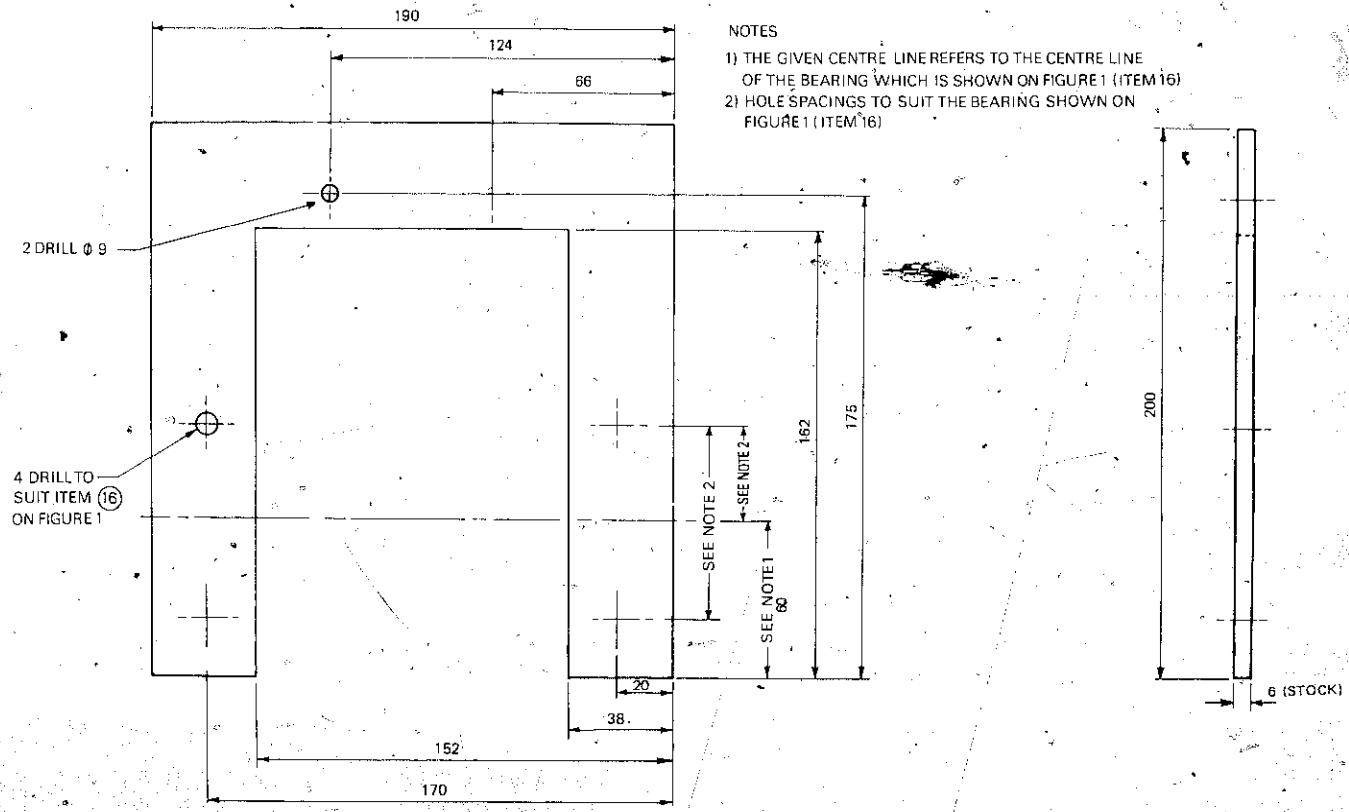 190
124
66
NOTES
1) THE GIVEN CENTRE LINE REFERS TO THE CENTRE LINE
OF THE BEARING WHICH IS SHOWN ON FIGURE 1 (ITEM 16)
2) HOLE SPACINGS TO SUIT THE BEARING SHOWN ON
FIGURE 1 (ITEM 16)
2 DRILL Ø 9
4 DRILL TO
SUIT ITEM 16
ON FIGURE 1
SEE NOTE 2
SEE NOTE 2
SEE NOTE 1
60
162
175
200
6 (STOCK)
20
38
152
170